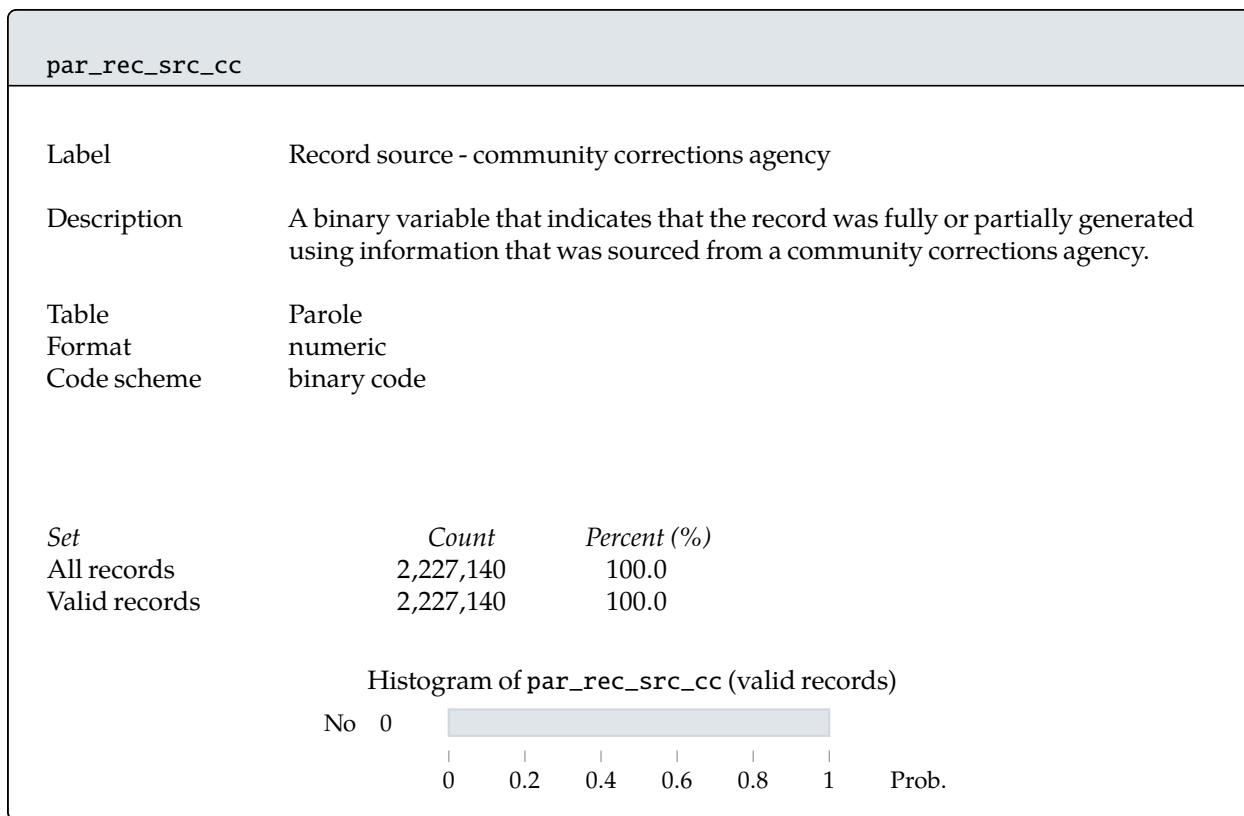 par_rec_src_cc
Label Record source - community corrections agency
Description A binary variable that indicates that the record was fully or partially generated
using information that was sourced from a community corrections agency.
Table Parole
Format numeric
Code scheme binary code
Set Count Percent (%)
All records 2,227,140 100.0
Valid records 2,227,140 100.0
Histogram of par_rec_src_cc (valid records)
No 0
0 0.2 0.4 0.6 0.8 1 Prob.